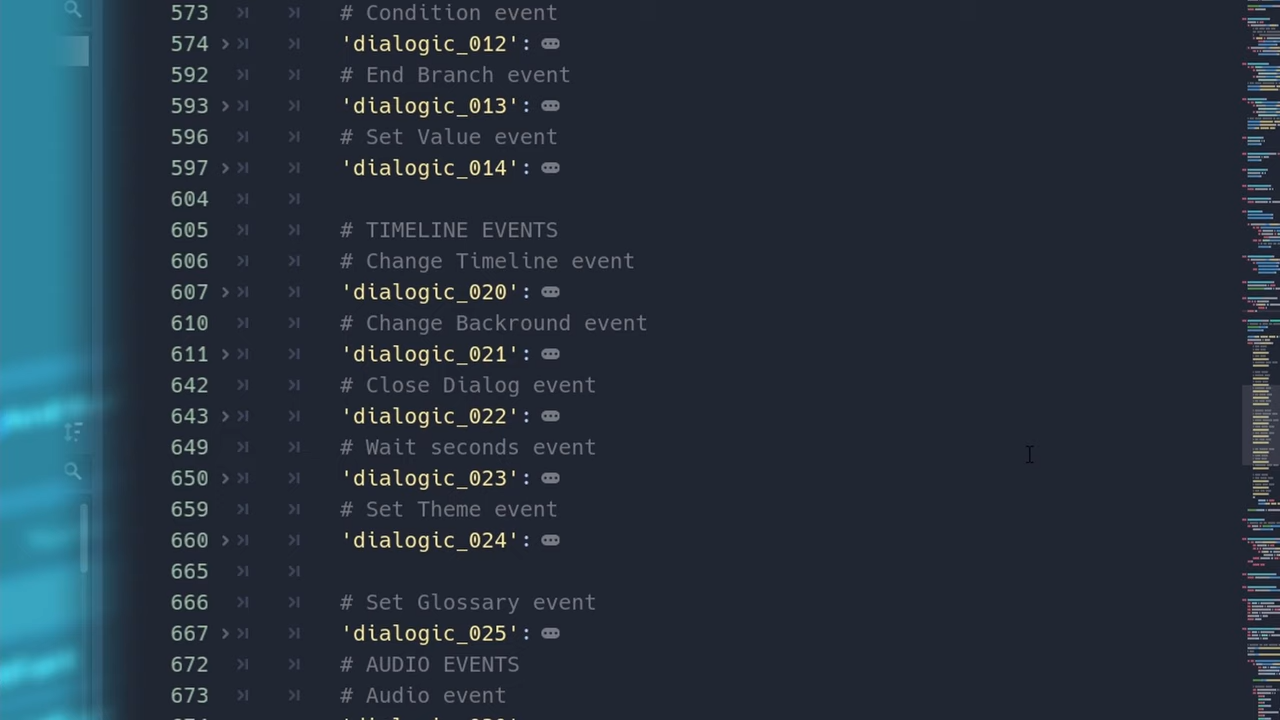 573 # Condition event
574 'dialogic_012':
592 # End Branch event
593 'dialogic_013':
596 # Value event
597 'dialogic_014':
604
605 # TIMELINE EVENTS
606 # Change Timeline event
607 'dialogic_020':
610 # Change Backround event
611 'dialogic_021':
642 # Close Dialog event
643 'dialogic_022':
649 # Wait seconds event
650 'dialogic_023':
659 # Set Theme event
660 'dialogic_024':
665
666 # Set Glossary event
667 'dialogic_025':
672 # AUDIO EVENTS
673 # Audio event